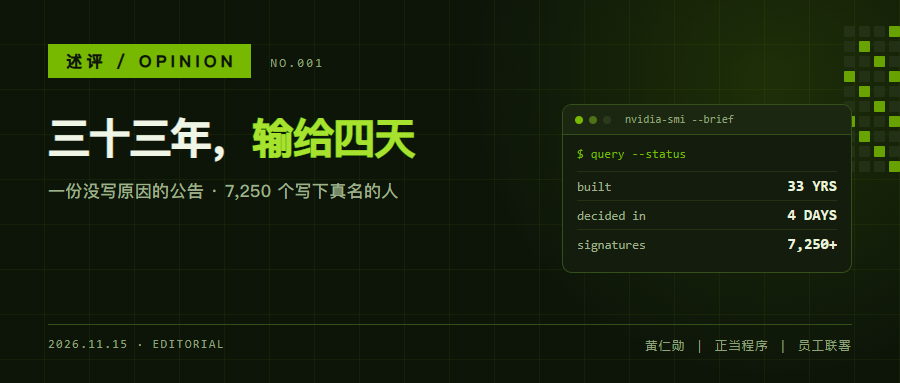 述评 / OPINION
NO.001
三十三年，输给四天
一份没写原因的公告 · 7,250 个写下真名的人
nvidia-smi --brief
$ query --status
built 33 YRS
decided in 4 DAYS
signatures 7,250+
2026.11.15 · EDITORIAL
黄仁勋 | 正当程序 | 员工联署